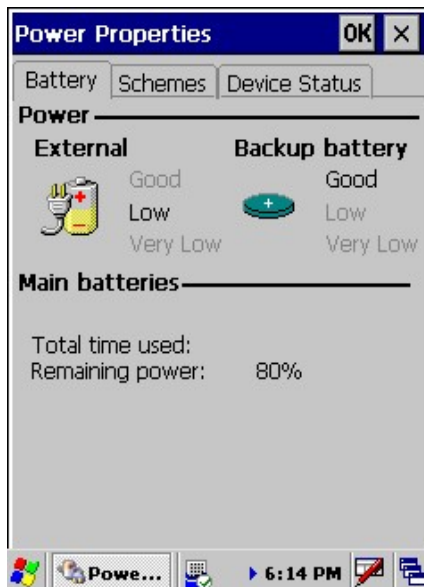 Power Properties OK ×
Battery Schemes Device Status
Power
External Backup battery
Good Good
Low Low
Very Low Very Low
Main batteries
Total time used:
Remaining power: 80%
Powe... 6:14 PM